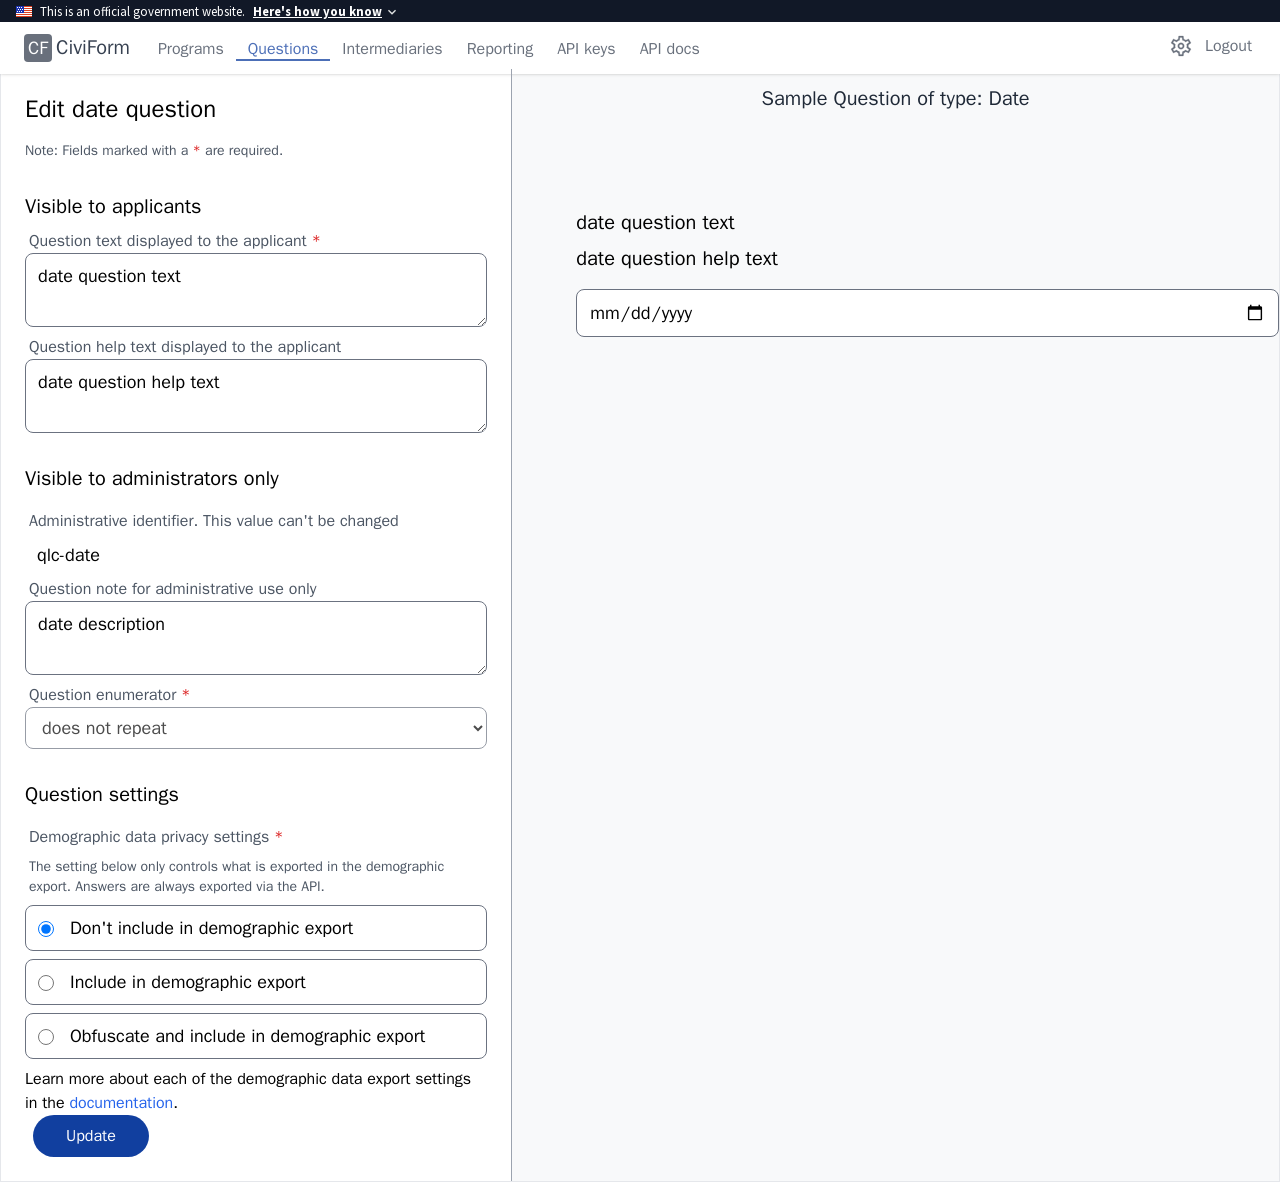 This is an official government website. Here's how you know
CF CiviForm Programs Questions Intermediaries Reporting API keys API docs Logout
Edit date question
Note: Fields marked with a * are required.
Visible to applicants
Question text displayed to the applicant *
date question text
Question help text displayed to the applicant
date question help text
Visible to administrators only
Administrative identifier. This value can't be changed
qlc-date
Question note for administrative use only
date description
Question enumerator *
does not repeat
Question settings
Demographic data privacy settings *
The setting below only controls what is exported in the demographic
export. Answers are always exported via the API.
Don't include in demographic export
Include in demographic export
Obfuscate and include in demographic export
Learn more about each of the demographic data export settings
in the documentation.
Update
Sample Question of type: Date
date question text
date question help text
mm/dd/yyyy